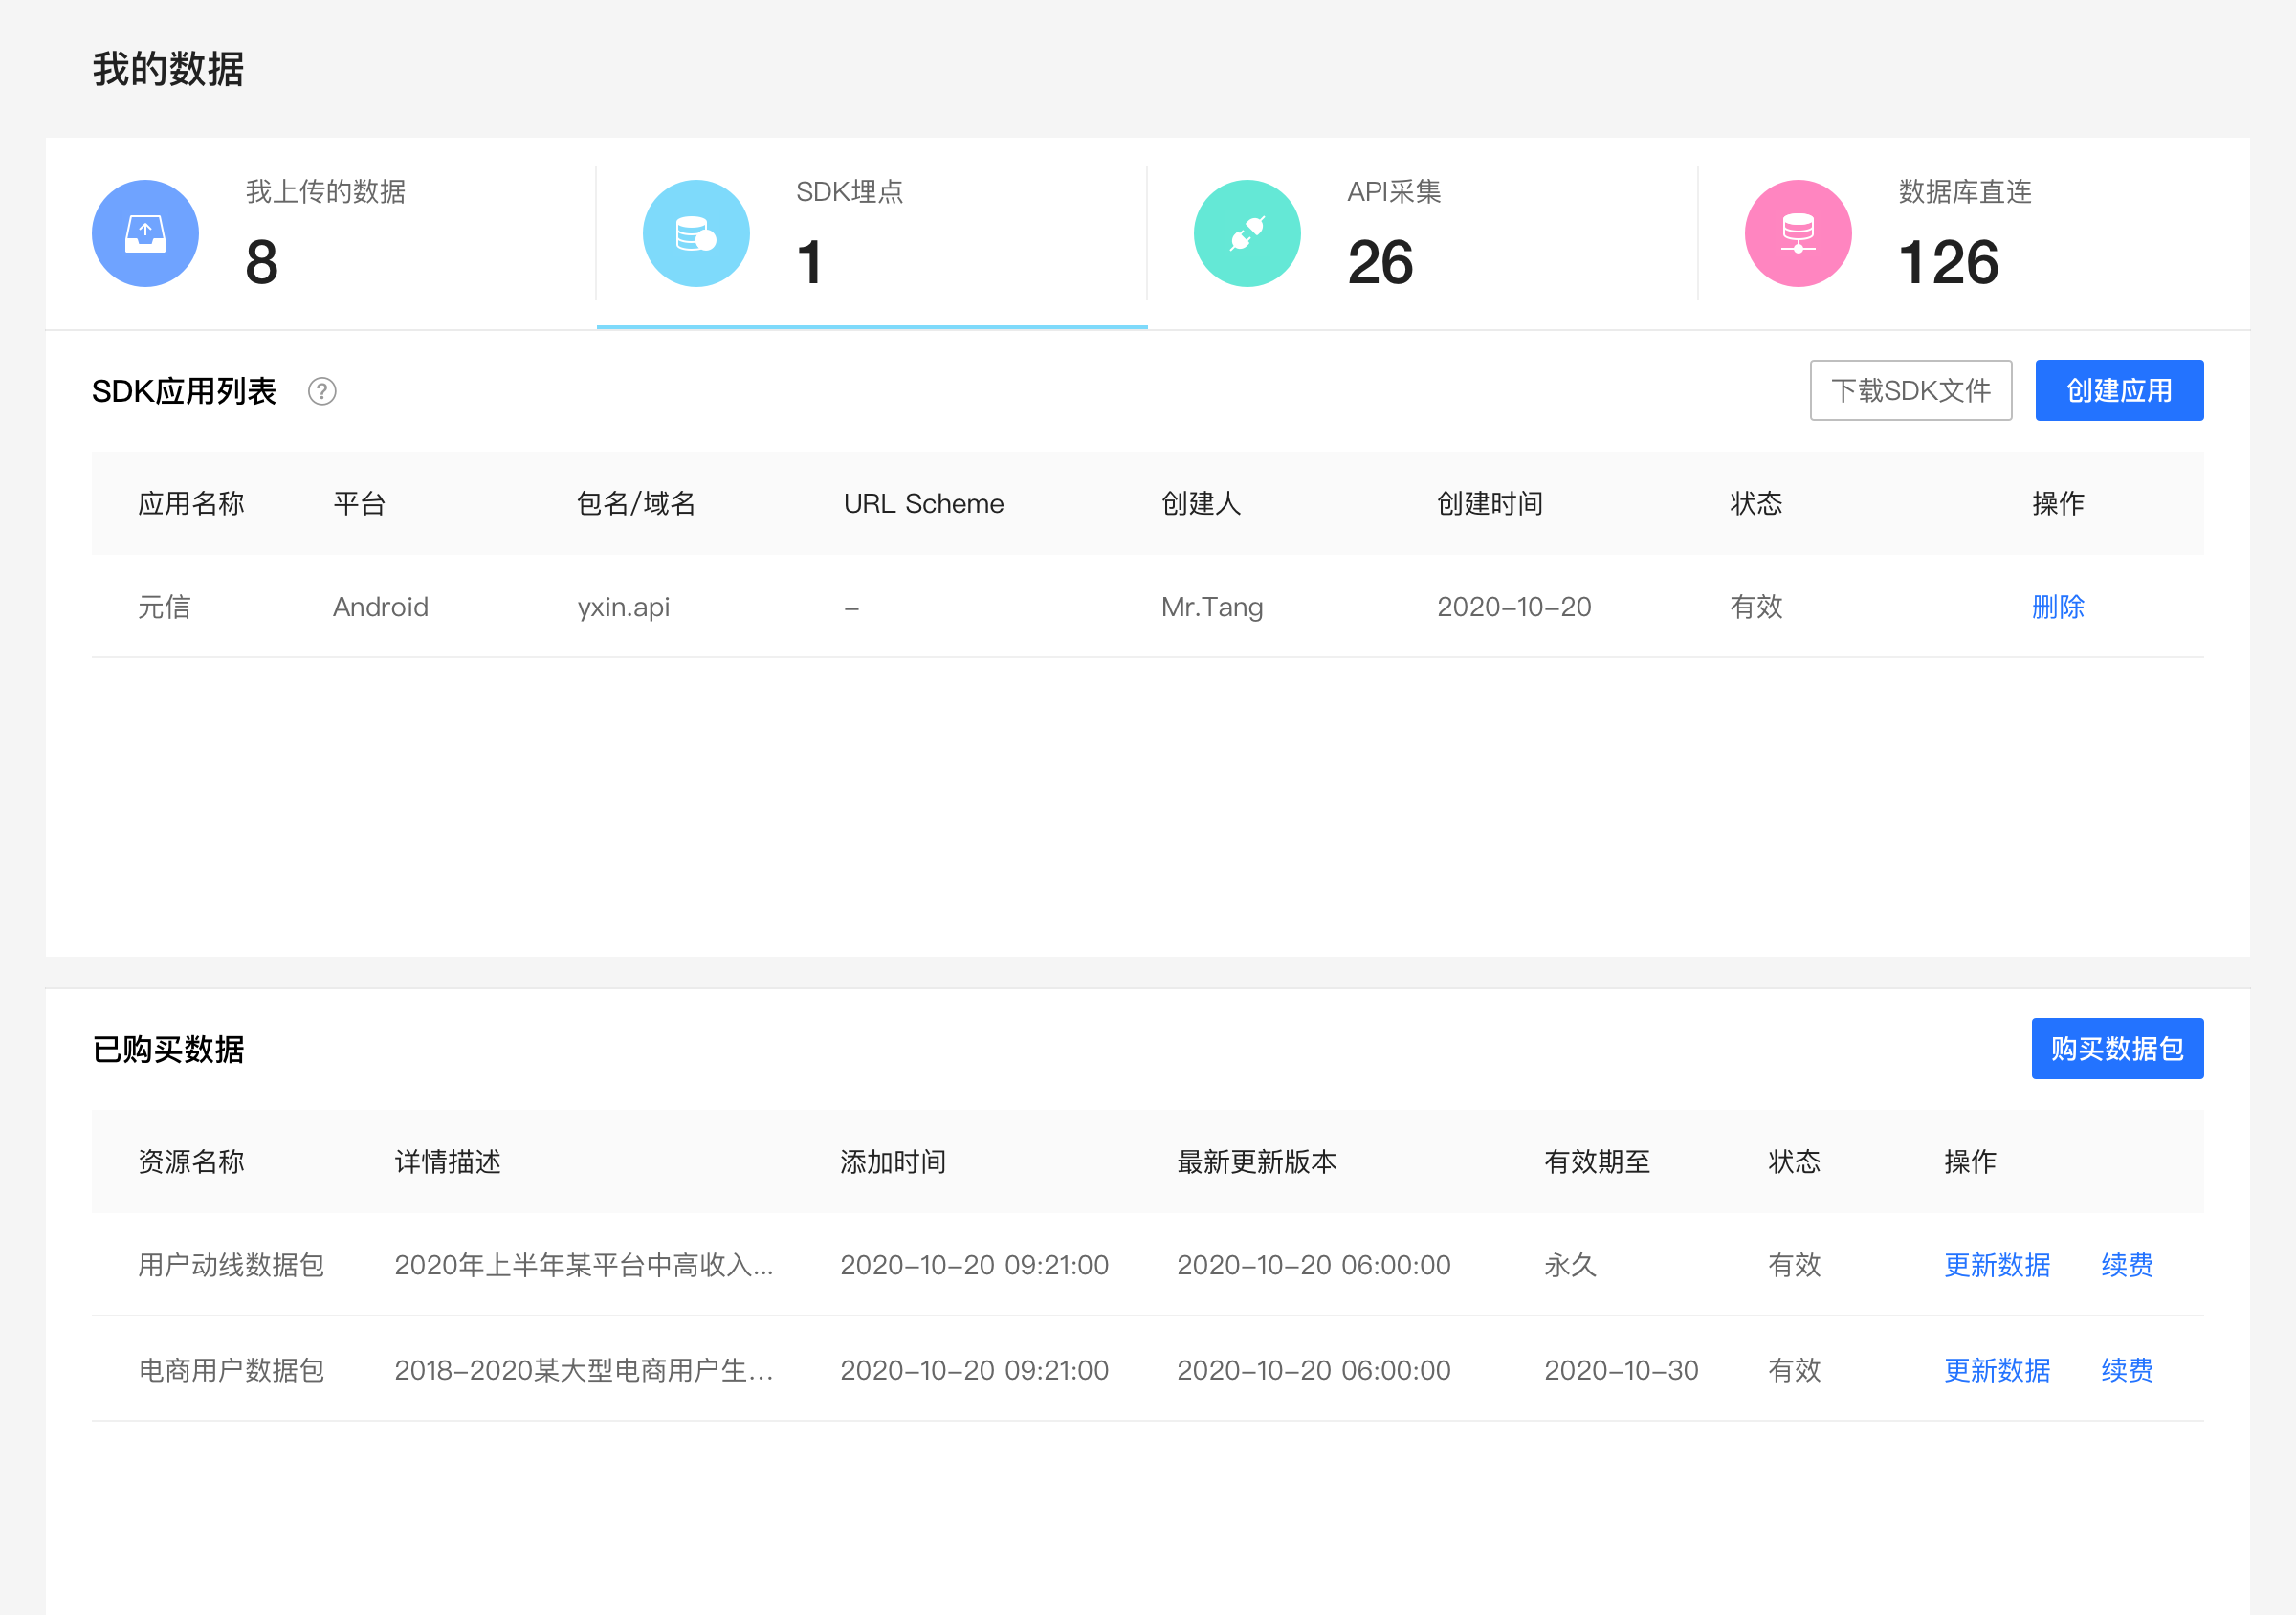 我的数据
我上传的数据
8
SDK埋点
1
API采集
26
数据库直连
126
SDK应用列表 ?
下载SDK文件 创建应用
应用名称 平台 包名/域名 URL Scheme 创建人 创建时间 状态 操作
元信 Android yxin.api – Mr.Tang 2020–10–20 有效 删除
已购买数据 购买数据包
资源名称 详情描述 添加时间 最新更新版本 有效期至 状态 操作
用户动线数据包 2020年上半年某平台中高收入... 2020–10–20 09:21:00 2020–10–20 06:00:00 永久 有效 更新数据 续费
电商用户数据包 2018–2020某大型电商用户生... 2020–10–20 09:21:00 2020–10–20 06:00:00 2020–10–30 有效 更新数据 续费